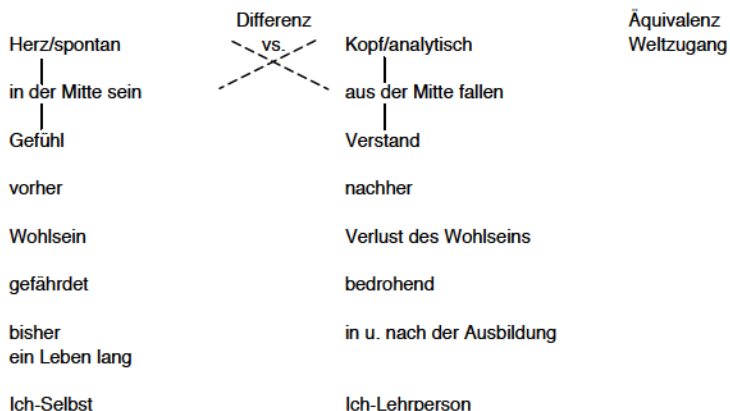 Differenz Äquivalenz
Herz/spontan vs. Kopf/analytisch Weltzugang
in der Mitte sein aus der Mitte fallen
Gefühl Verstand
vorher nachher
Wohlsein Verlust des Wohlseins
gefährdet bedrohend
bisher in u. nach der Ausbildung
ein Leben lang
Ich-Selbst Ich-Lehrperson